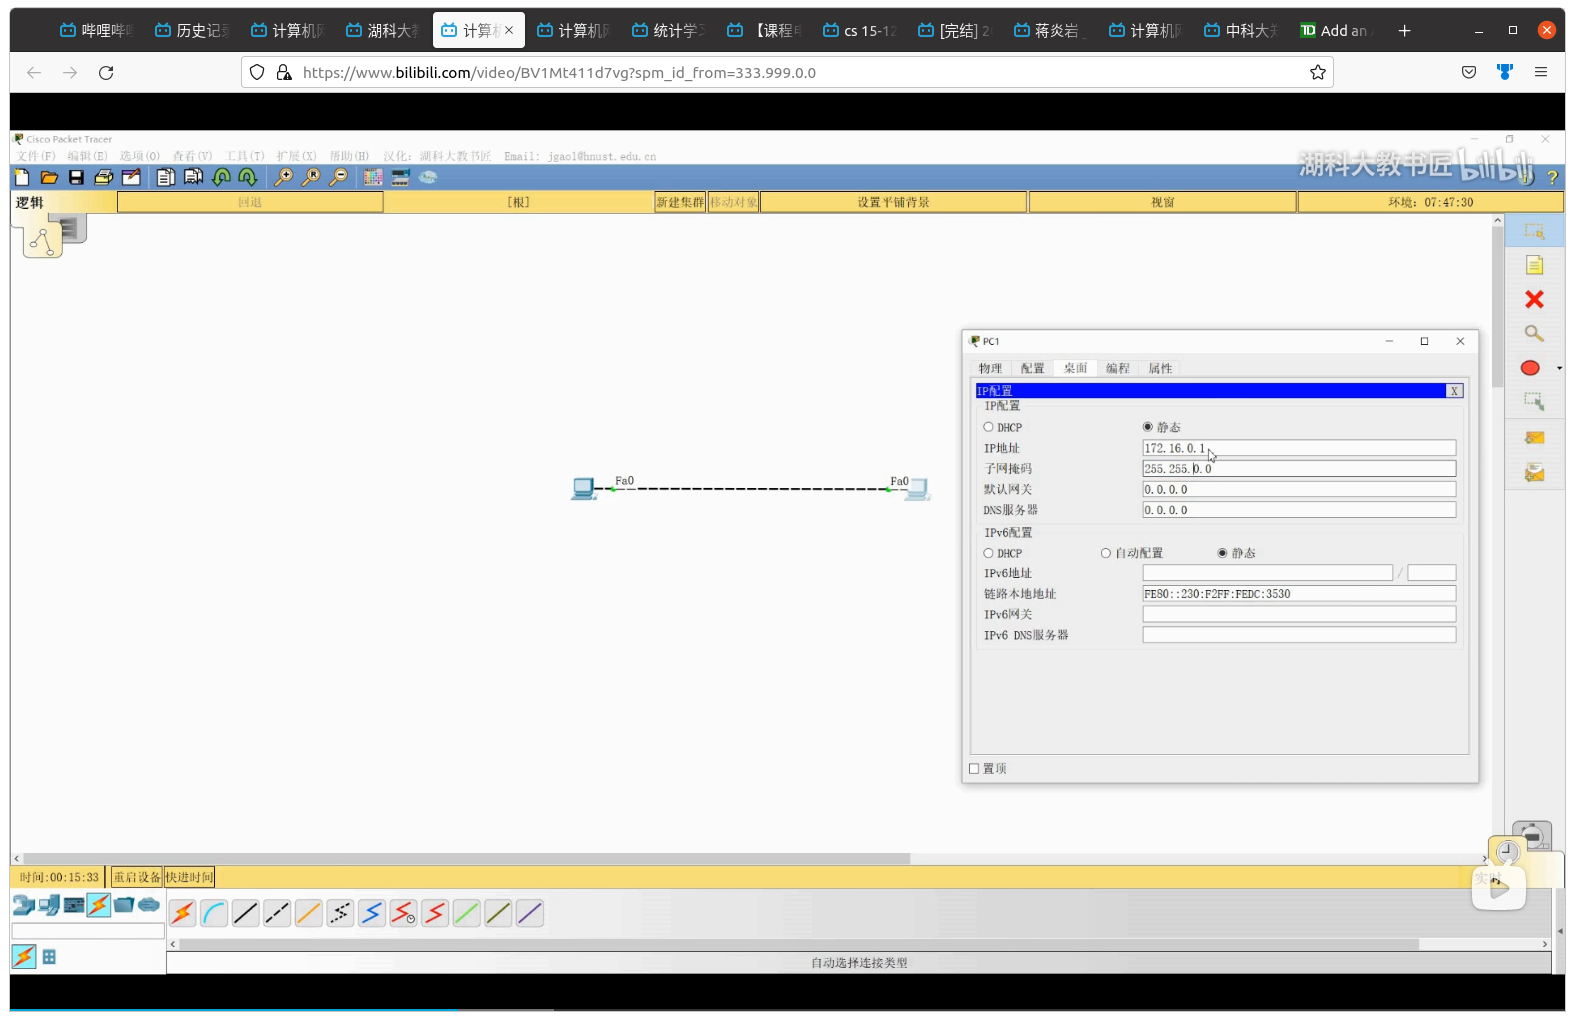 哔哩哔哩
历史记录
计算机网
湖科大教
计算机
计算机网
统计学习
【课程
cs 15-12
[完结] 2
蒋炎岩
计算机网
中科大
Add an
https://www.bilibili.com/video/BV1Mt411d7vg?spm_id_from=333.999.0.0
Cisco Packet Tracer
文件(F) 编辑(E) 选项(O) 查看(V) 工具(T) 扩展(X) 帮助(H) 汉化: 湖科大教书匠 Email: jgaol@hnust.edu.cn
湖科大教书匠 bilibili
逻辑 回退 [根] 新建集群 移动对象 设置平铺背景 视窗 环境: 07:47:30
PC1
物理 配置 桌面 编程 属性
IP配置 X
IP配置
DHCP 静态
IP地址 172.16.0.1
子网掩码 255.255.0.0
默认网关 0.0.0.0
DNS服务器 0.0.0.0
IPv6配置
DHCP 自动配置 静态
IPv6地址 /
链路本地地址 FE80::230:F2FF:FEDC:3530
IPv6网关
IPv6 DNS服务器
置顶
Fa0 Fa0
时间:00:15:33 重启设备 快进时间 实时
自动选择连接类型